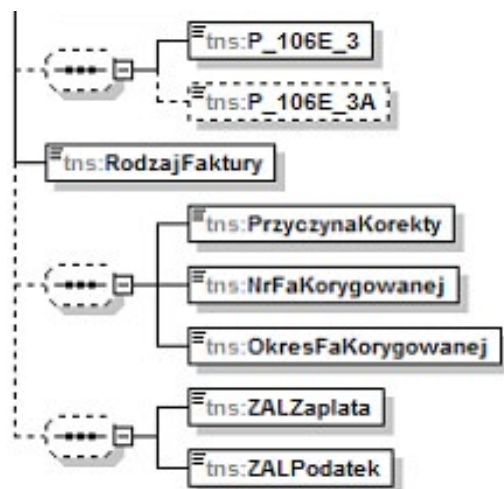 tns:P_106E_3
tns:P_106E_3A
tns:RodzajFaktury
tns:PrzyczynaKorekty
tns:NrFaKorygowanej
tns:OkresFaKorygowanej
tns:ZALZaplata
tns:ZALPodatek